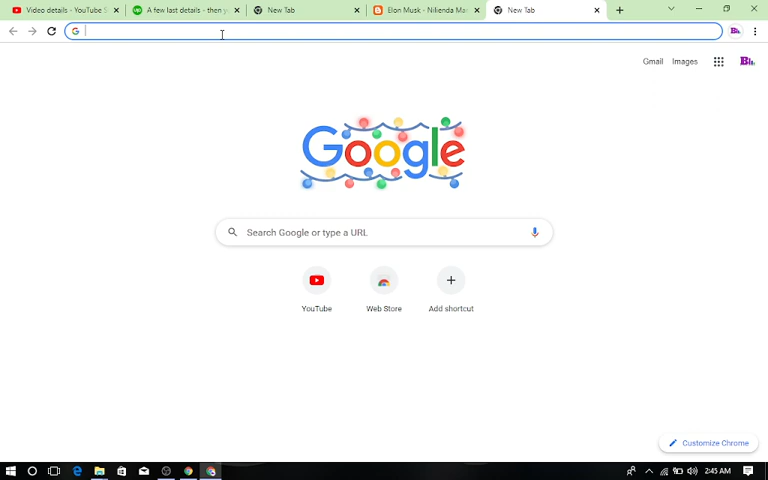 Video details - YouTube S
A few last details - then y
New Tab
Elon Musk - Nilienda Ma
New Tab
Gmail
Images
Google
Search Google or type a URL
YouTube
Web Store
Add shortcut
Customize Chrome
2:45 AM